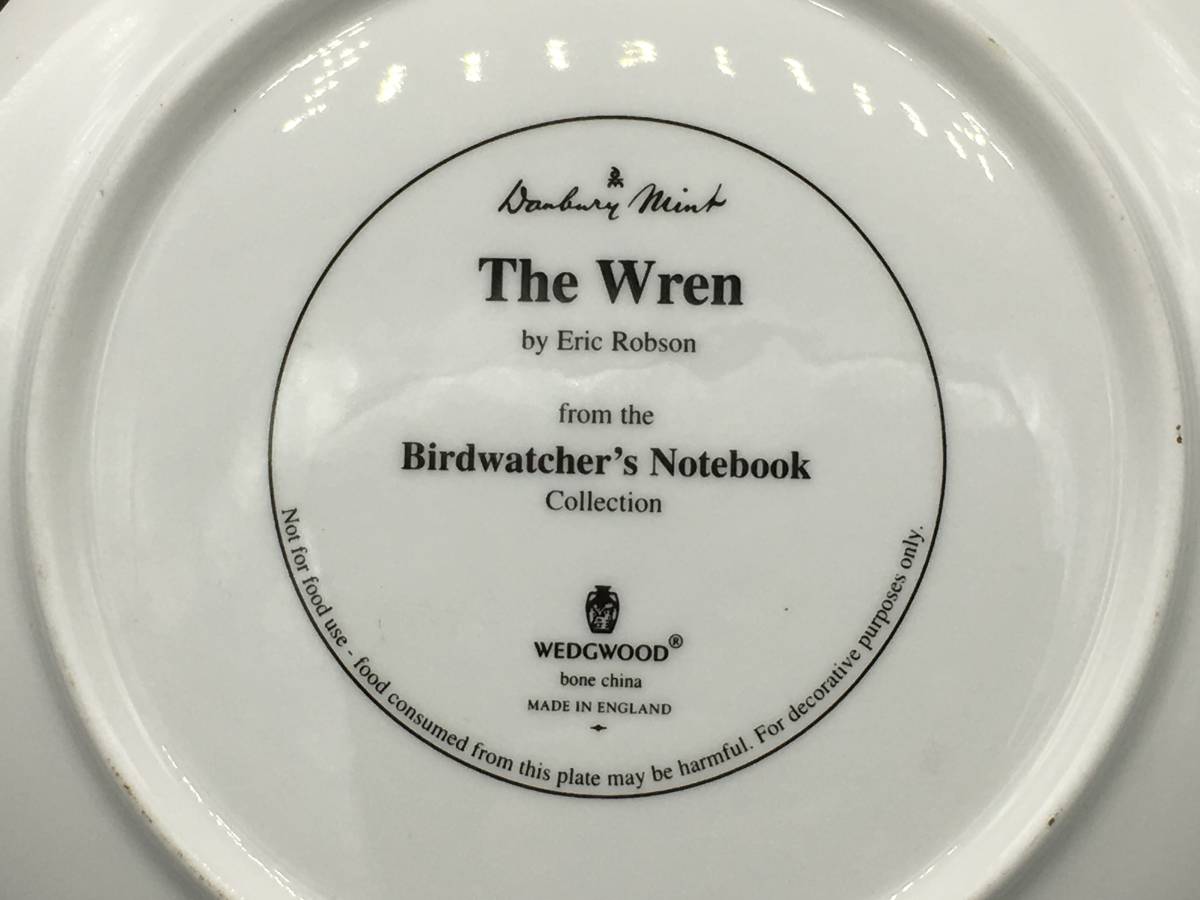 Danbury Mint
The Wren
by Eric Robson
from the
Birdwatcher's Notebook
Collection
WEDGWOOD®
bone china
MADE IN ENGLAND
Not for food use - food consumed from this plate may be harmful. For decorative purposes only.